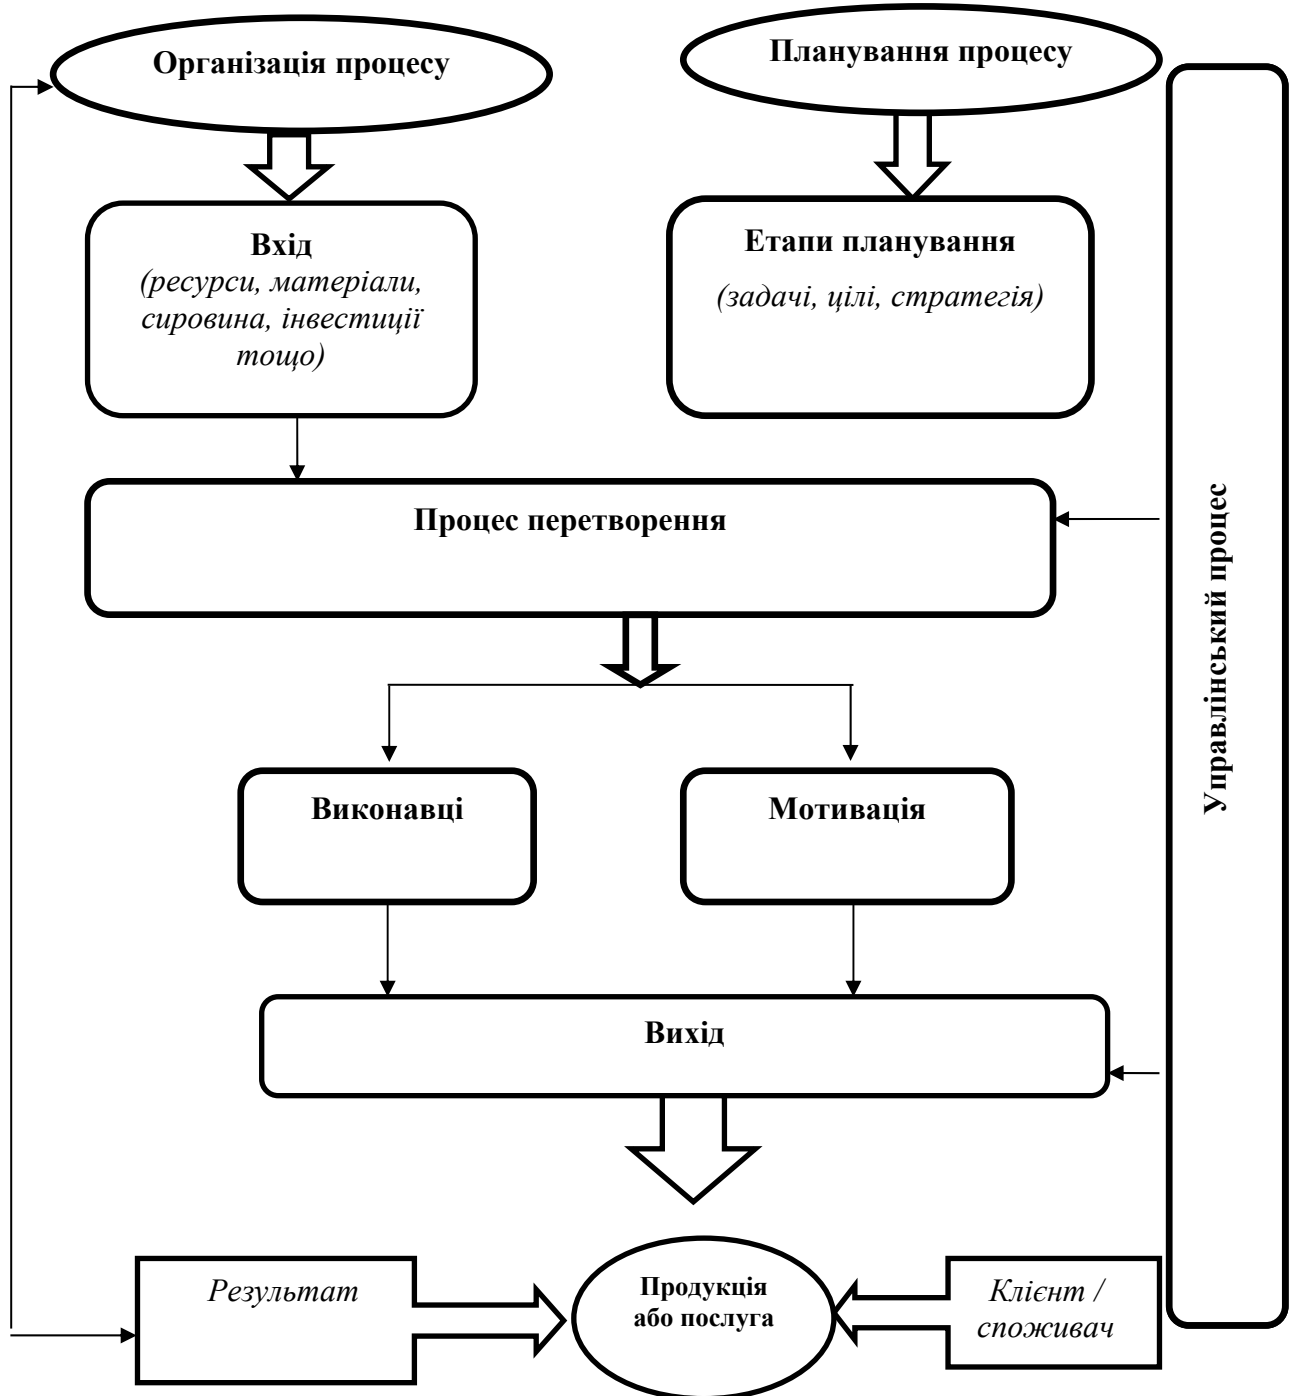 Організація процесу
Планування процесу
Вхід
(ресурси, матеріали,
сировина, інвестиції
тощо)
Етапи планування
(задачі, цілі, стратегія)
Процес перетворення
Управлінський процес
Виконавці
Мотивація
Вихід
Результат
Продукція
або послуга
Клієнт /
споживач